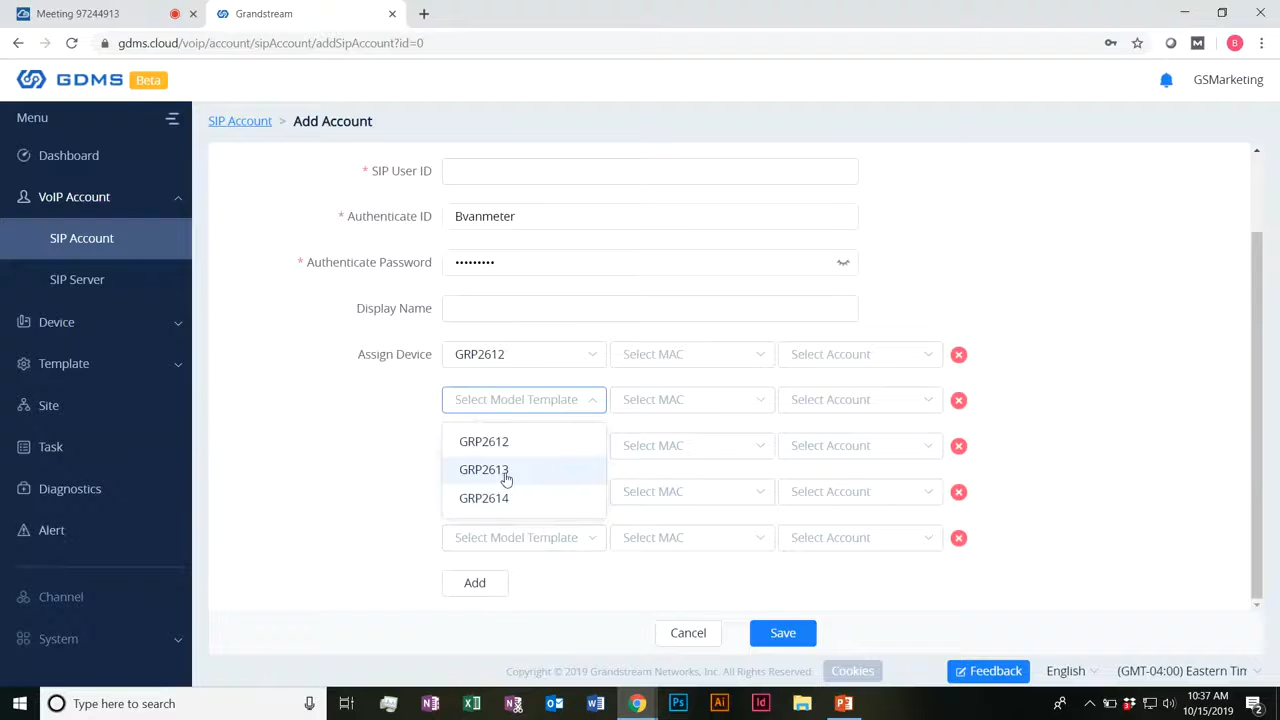 Meeting 97244913
Grandstream
gdms.cloud/voip/account/sipAccount/addSipAccount?id=0
B
GDMS Beta
GSMarketing
Menu
SIP Account > Add Account
Dashboard
VoIP Account
SIP Account
SIP Server
Device
Template
Site
Task
Diagnostics
Alert
Channel
System
* SIP User ID
* Authenticate ID Bvanmeter
* Authenticate Password •••••••••
Display Name
Assign Device GRP2612 Select MAC Select Account
Select Model Template Select MAC Select Account
GRP2612 Select MAC Select Account
GRP2613
GRP2614 Select MAC Select Account
Select Model Template Select MAC Select Account
Add
Cancel Save
Copyright © 2019 Grandstream Networks, Inc. All Rights Reserved. Cookies Feedback English (GMT-04:00) Eastern Tim
Type here to search
Ps Ai Id
10:37 AM
10/15/2019
2